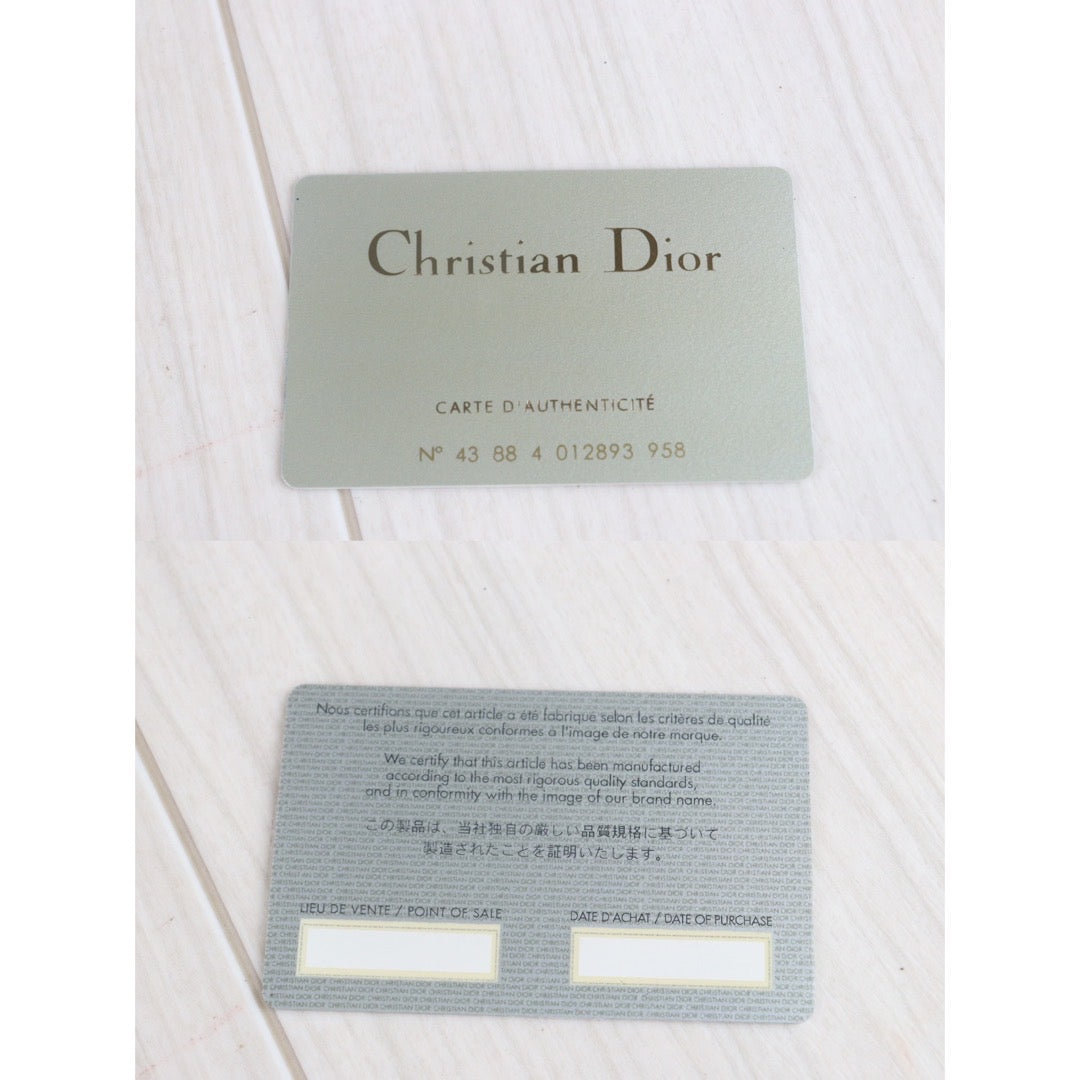 Christian Dior
CARTE D'AUTHENTICITÉ
N° 43 88 4 012893 958
Nous certifions que cet article a été fabrique selon les critères de qualité
les plus rigoureux conformes a l'image de notre marque.
We certify that this article has been manufactured
according to the most rigorous quality standards,
and in conformity with the image of our brand name.
この製品は、当社独自の厳しい品質規格に基づいて
製造されたことを証明いたします。
LIEU DE VENTE / POINT OF SALE
DATE D'ACHAT / DATE OF PURCHASE